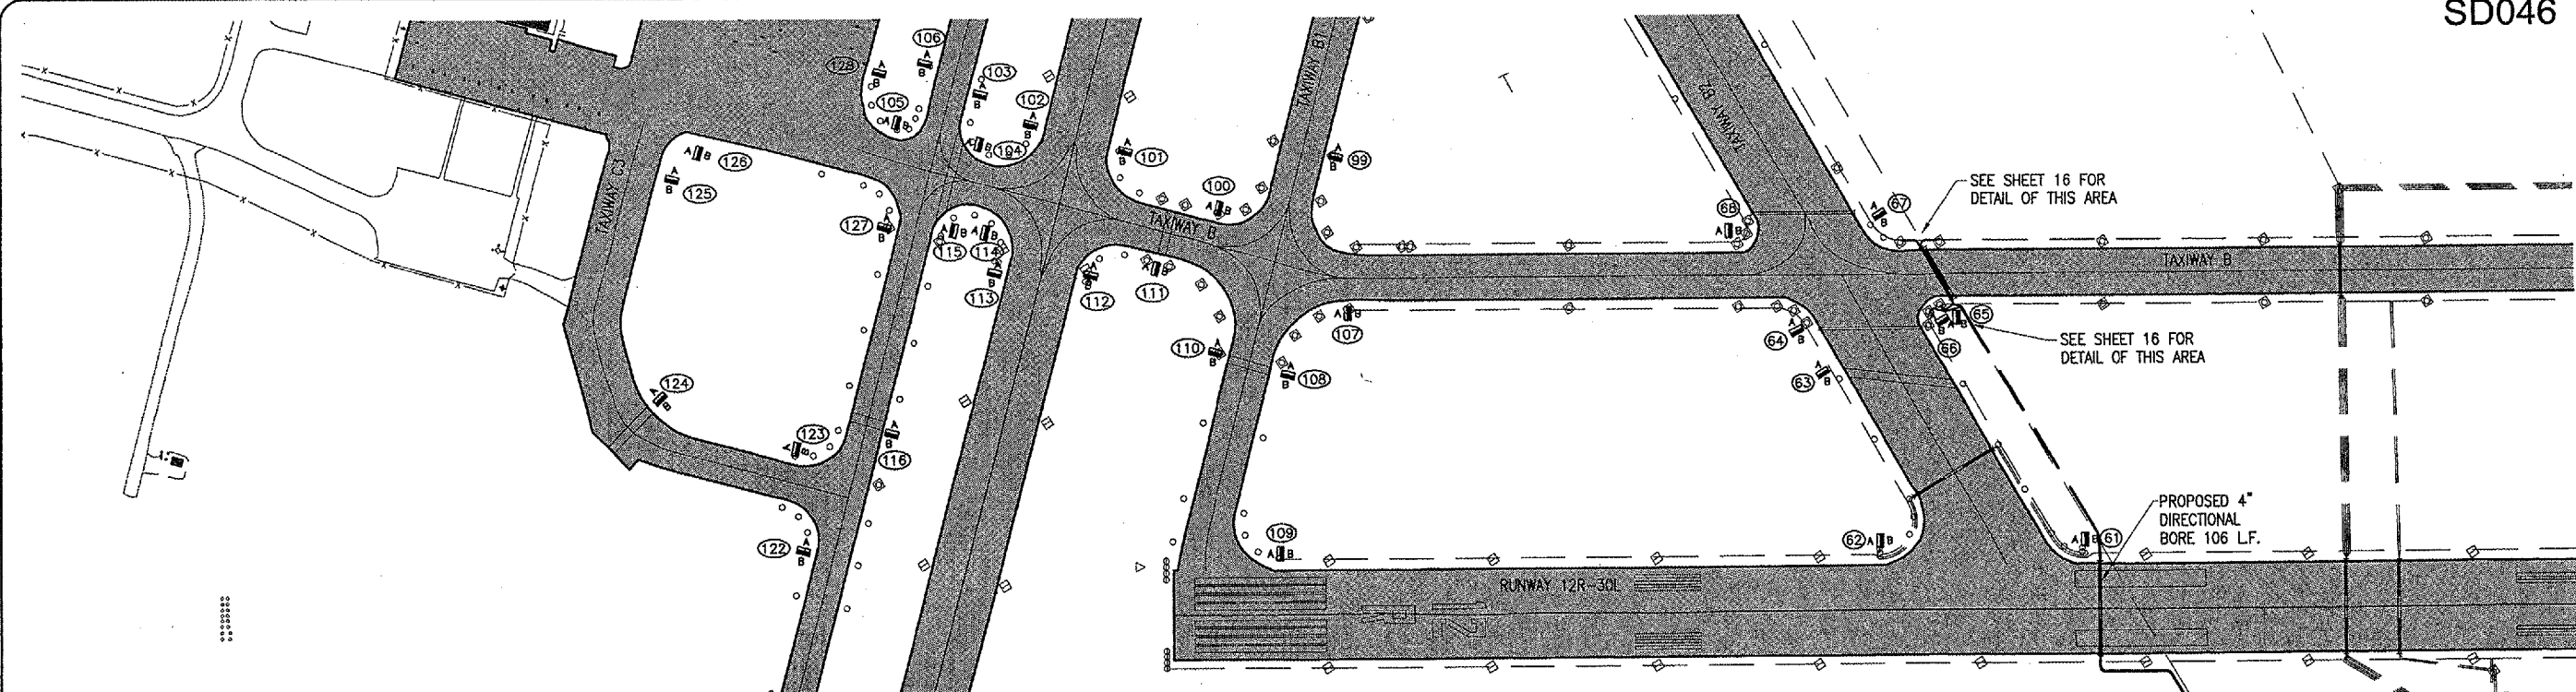 SD046
106
128
103
102
105
104
101
126
125
100
99
TAXIWAY B1
TAXIWAY B2
TAXIWAY C3
SEE SHEET 16 FOR
DETAIL OF THIS AREA
67
68
127
TAXIWAY B
115
114
TAXIWAY B
113
112
111
107
65
66
64
SEE SHEET 16 FOR
DETAIL OF THIS AREA
110
108
63
124
123
116
PROPOSED 4"
DIRECTIONAL
BORE 106 L.F.
122
109
62
61
RUNWAY 12R-30L